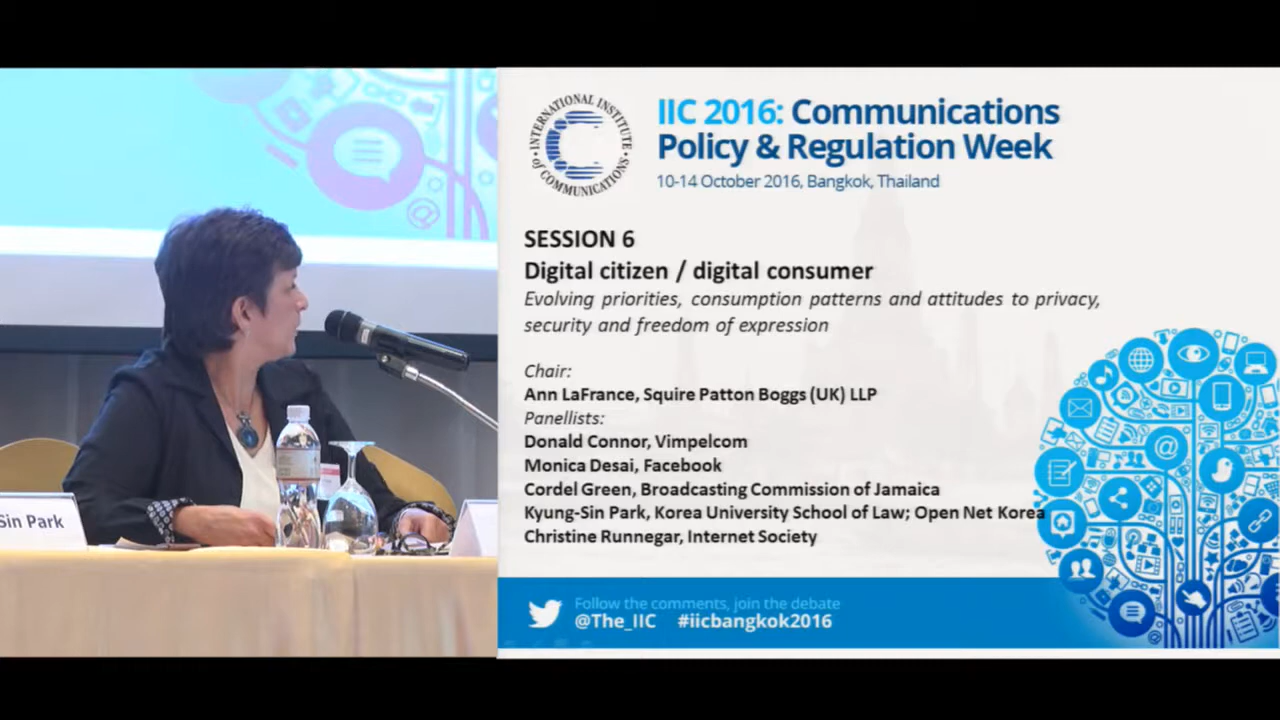 Sin Park
INTERNATIONAL INSTITUTE
of COMMUNICATIONS
IIC 2016: Communications
Policy & Regulation Week
10-14 October 2016, Bangkok, Thailand
SESSION 6
Digital citizen / digital consumer
Evolving priorities, consumption patterns and attitudes to privacy,
security and freedom of expression
Chair:
Ann LaFrance, Squire Patton Boggs (UK) LLP
Panellists:
Donald Connor, Vimpelcom
Monica Desai, Facebook
Cordel Green, Broadcasting Commission of Jamaica
Kyung-Sin Park, Korea University School of Law; Open Net Korea
Christine Runnegar, Internet Society
Follow the comments, join the debate
@The_IIC #iicbangkok2016